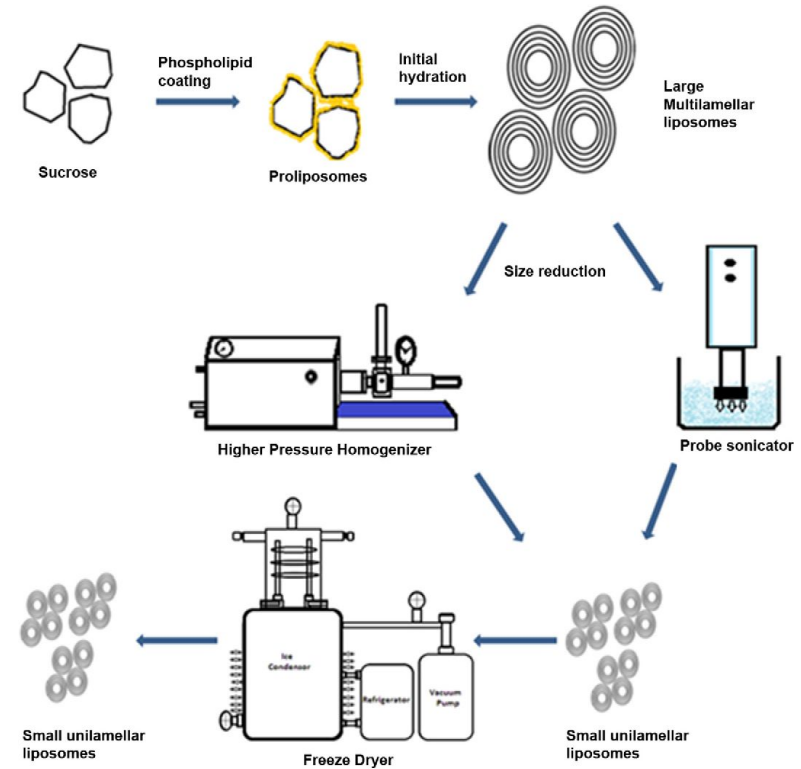 Phospholipid
coating
Initial
hydration
Large
Multilamellar
liposomes
Sucrose
Proliposomes
Size reduction
Higher Pressure Homogenizer
Probe sonicator
Ice
Condensor
Refrigerator
Vacuum
Pump
Small unilamellar
liposomes
Freeze Dryer
Small unilamellar
liposomes